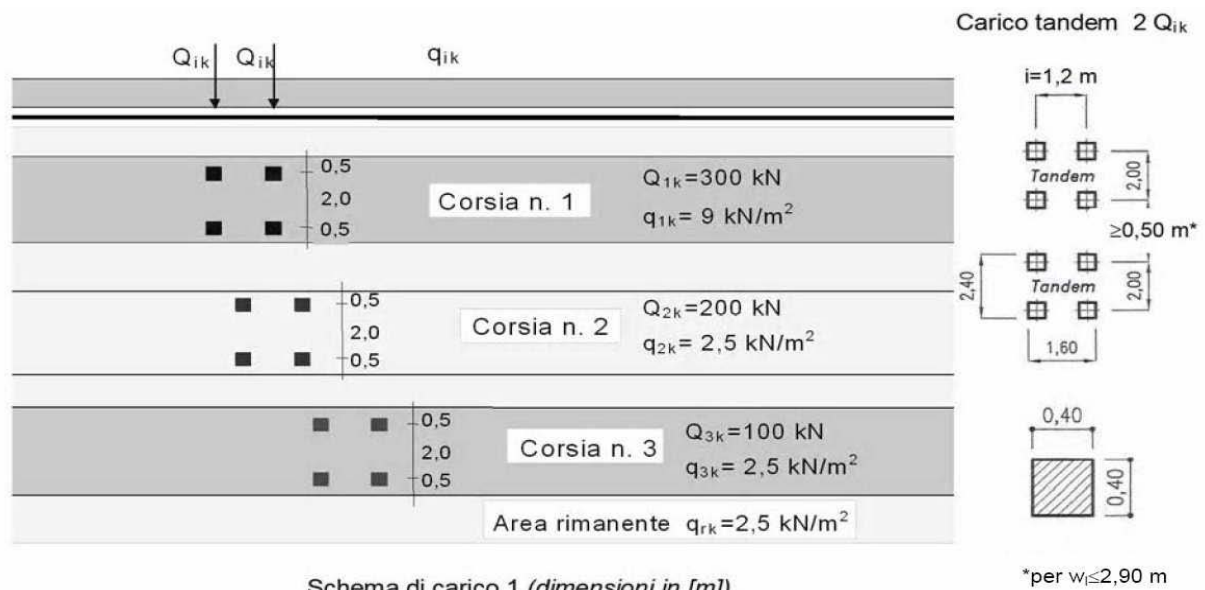 Carico tandem 2 Qik
Qik Qik qik
i=1,2 m
0,5
2,0
0,5
Corsia n. 1
Q1k=300 kN
q1k= 9 kN/m²
Tandem
2,00
≥0,50 m*
0,5
2,0
0,5
Corsia n. 2
Q2k=200 kN
q2k= 2,5 kN/m²
2,40
Tandem
2,00
1,60
0,5
2,0
0,5
Corsia n. 3
Q3k=100 kN
q3k= 2,5 kN/m²
0,40
0,40
Area rimanente qrk=2,5 kN/m²
Schema di carico 1 (dimensioni in [m])
*per wl≤2,90 m